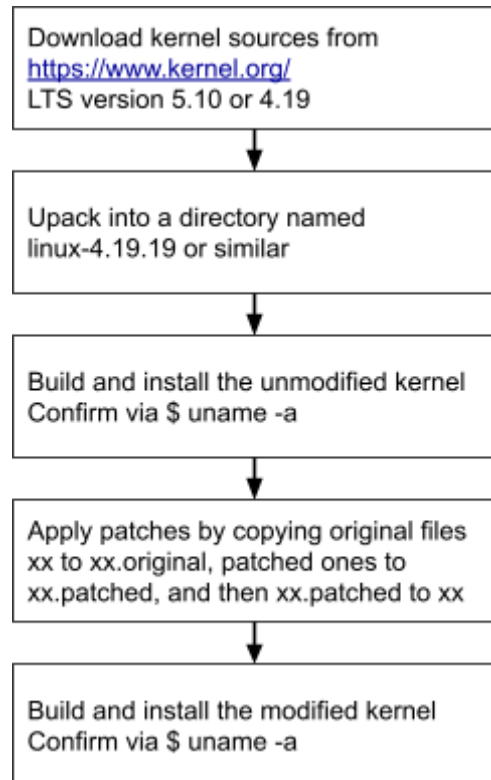 Download kernel sources from
https://www.kernel.org/
LTS version 5.10 or 4.19
Upack into a directory named
linux-4.19.19 or similar
Build and install the unmodified kernel
Confirm via $ uname -a
Apply patches by copying original files
xx to xx.original, patched ones to
xx.patched, and then xx.patched to xx
Build and install the modified kernel
Confirm via $ uname -a